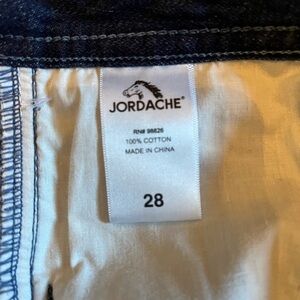 JORDACHE®
RN# 98826
100% COTTON
MADE IN CHINA
28